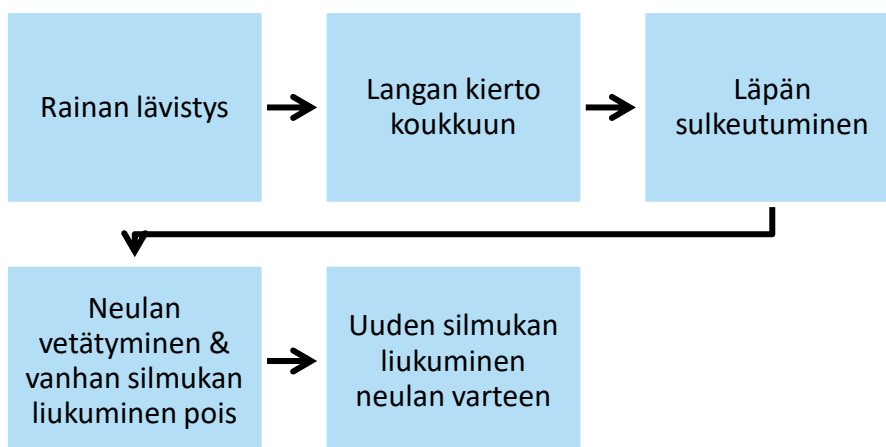 Rainan lävistys
Langan kierto
koukkuun
Läpän
sulkeutuminen
Neulan
vetätyminen &
vanhan silmukan
liukuminen pois
Uuden silmukan
liukuminen
neulan varteen